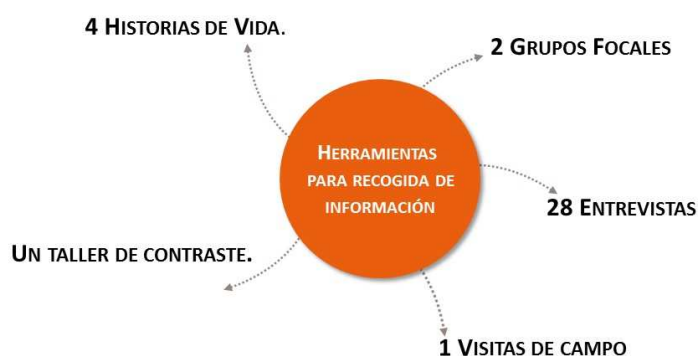 4 HISTORIAS DE VIDA.
2 GRUPOS FOCALES
HERRAMIENTAS
PARA RECOGIDA DE
INFORMACIÓN
28 ENTREVISTAS
UN TALLER DE CONTRASTE.
1 VISITAS DE CAMPO